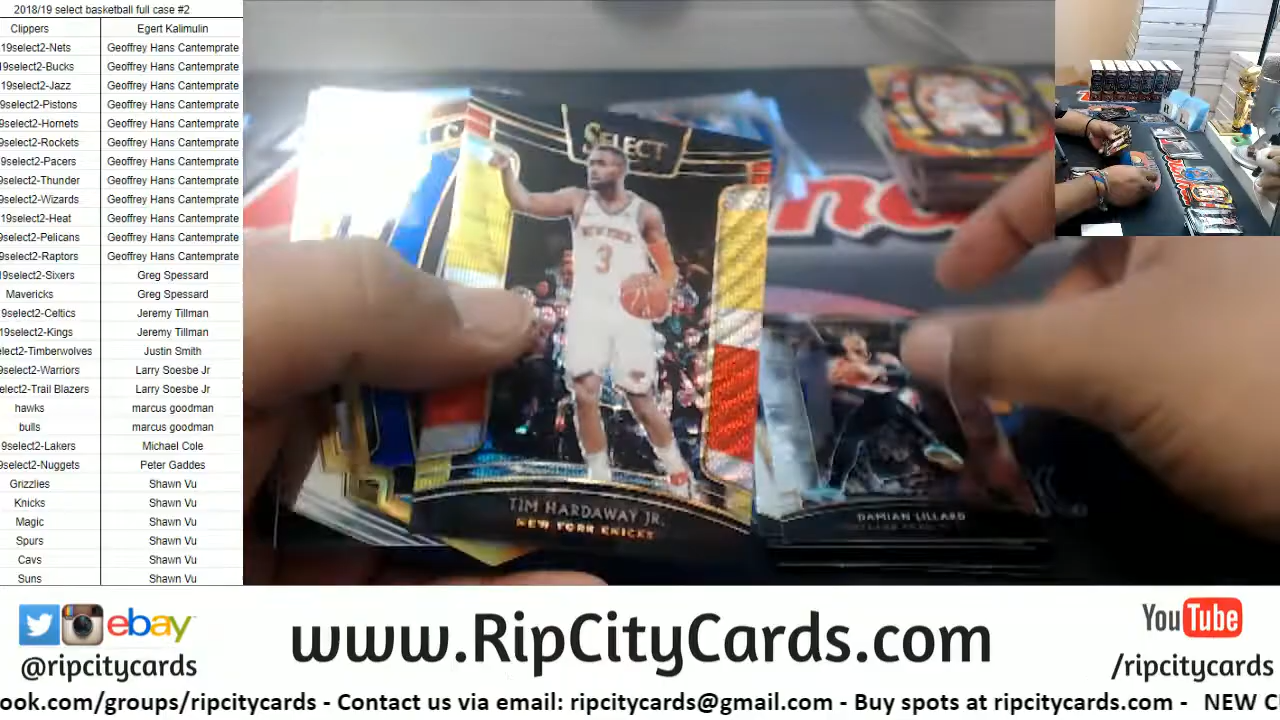 2018/19 select basketball full case #2
Clippers Egert Kalimulin
19select2-Nets Geoffrey Hans Cantemprate
9select2-Bucks Geoffrey Hans Cantemprate
19select2-Jazz Geoffrey Hans Cantemprate
9select2-Pistons Geoffrey Hans Cantemprate
9select2-Hornets Geoffrey Hans Cantemprate
9select2-Rockets Geoffrey Hans Cantemprate
9select2-Pacers Geoffrey Hans Cantemprate
9select2-Thunder Geoffrey Hans Cantemprate
9select2-Wizards Geoffrey Hans Cantemprate
19select2-Heat Geoffrey Hans Cantemprate
9select2-Pelicans Geoffrey Hans Cantemprate
9select2-Raptors Geoffrey Hans Cantemprate
9select2-Sixers Greg Spessard
Mavericks Greg Spessard
9select2-Celtics Jeremy Tillman
19select2-Kings Jeremy Tillman
elect2-Timberwolves Justin Smith
9select2-Warriors Larry Soesbe Jr
elect2-Trail Blazers Larry Soesbe Jr
hawks marcus goodman
bulls marcus goodman
9select2-Lakers Michael Cole
9select2-Nuggets Peter Gaddes
Grizzlies Shawn Vu
Knicks Shawn Vu
Magic Shawn Vu
Spurs Shawn Vu
Cavs Shawn Vu
Suns Shawn Vu
SELECT
NEW YORK
3
TIM HARDAWAY JR.
NEW YORK KNICKS
DAMIAN LILLARD
ebay
@ripcitycards
www.RipCityCards.com
YouTube
/ripcitycards
ook.com/groups/ripcitycards - Contact us via email: ripcitycards@gmail.com - Buy spots at ripcitycards.com - NEW C